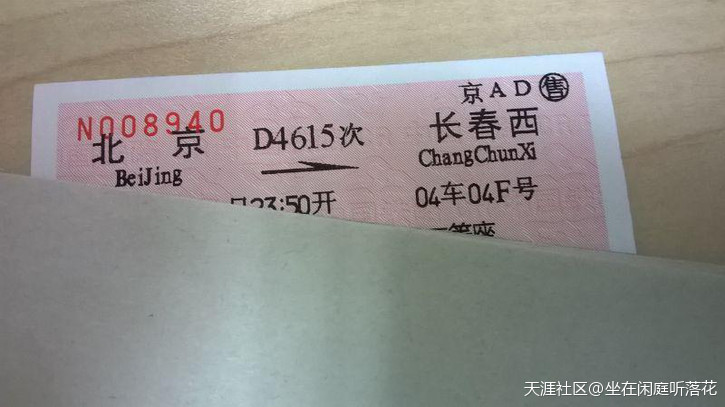 京AD售
N008940
北京 D4615次 长春西
BeiJing ChangChunXi
23:50开 04车04F号
等座
天涯社区@坐在闲庭听落花